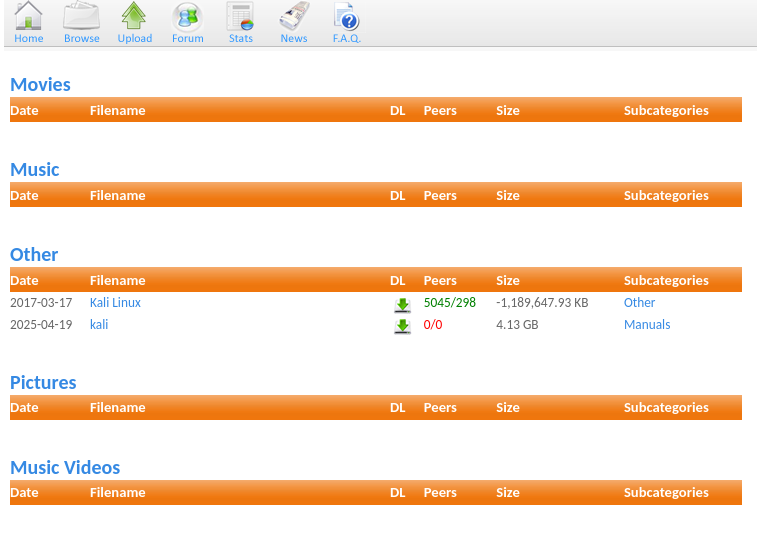 Home Browse Upload Forum Stats News F.A.Q.
Movies
Date Filename DL Peers Size Subcategories
Music
Date Filename DL Peers Size Subcategories
Other
Date Filename DL Peers Size Subcategories
2017-03-17 Kali Linux 5045/298 -1,189,647.93 KB Other
2025-04-19 kali 0/0 4.13 GB Manuals
Pictures
Date Filename DL Peers Size Subcategories
Music Videos
Date Filename DL Peers Size Subcategories